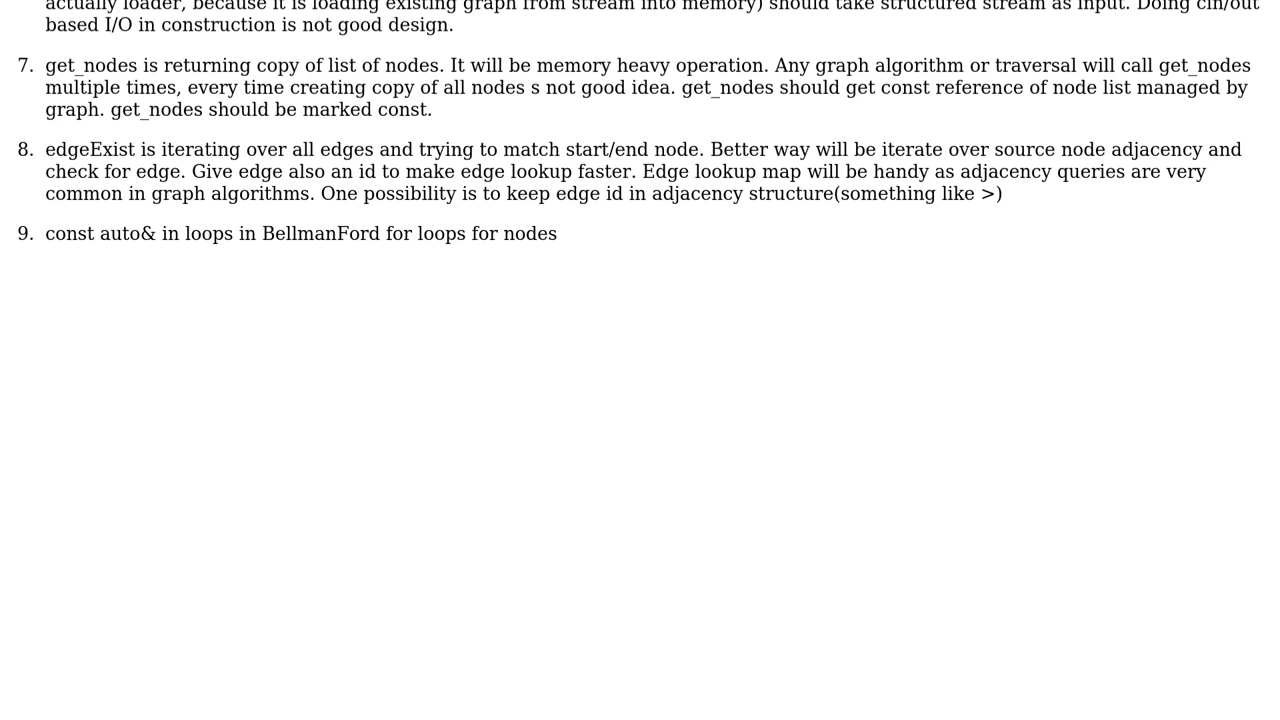 actually loader, because it is loading existing graph from stream into memory) should take structured stream as input. Doing cin/out
based I/O in construction is not good design.
7. get_nodes is returning copy of list of nodes. It will be memory heavy operation. Any graph algorithm or traversal will call get_nodes
multiple times, every time creating copy of all nodes s not good idea. get_nodes should get const reference of node list managed by
graph. get_nodes should be marked const.
8. edgeExist is iterating over all edges and trying to match start/end node. Better way will be iterate over source node adjacency and
check for edge. Give edge also an id to make edge lookup faster. Edge lookup map will be handy as adjacency queries are very
common in graph algorithms. One possibility is to keep edge id in adjacency structure(something like >)
9. const auto& in loops in BellmanFord for loops for nodes